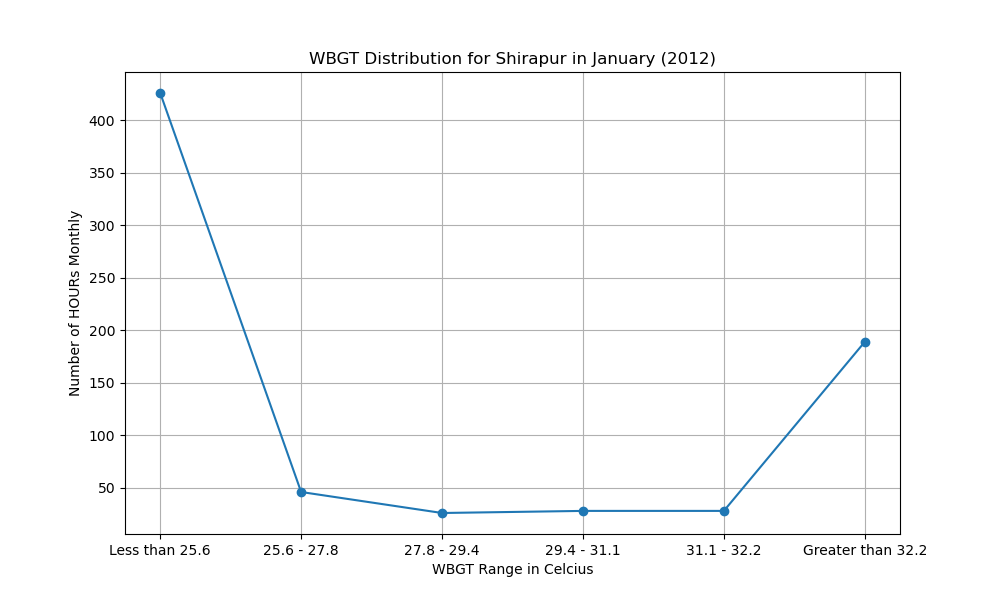 WBGT Distribution for Shirapur in January (2012)
Number of HOURs Monthly
400
350
300
250
200
150
100
50
Less than 25.6
25.6 - 27.8
27.8 - 29.4
29.4 - 31.1
31.1 - 32.2
Greater than 32.2
WBGT Range in Celcius